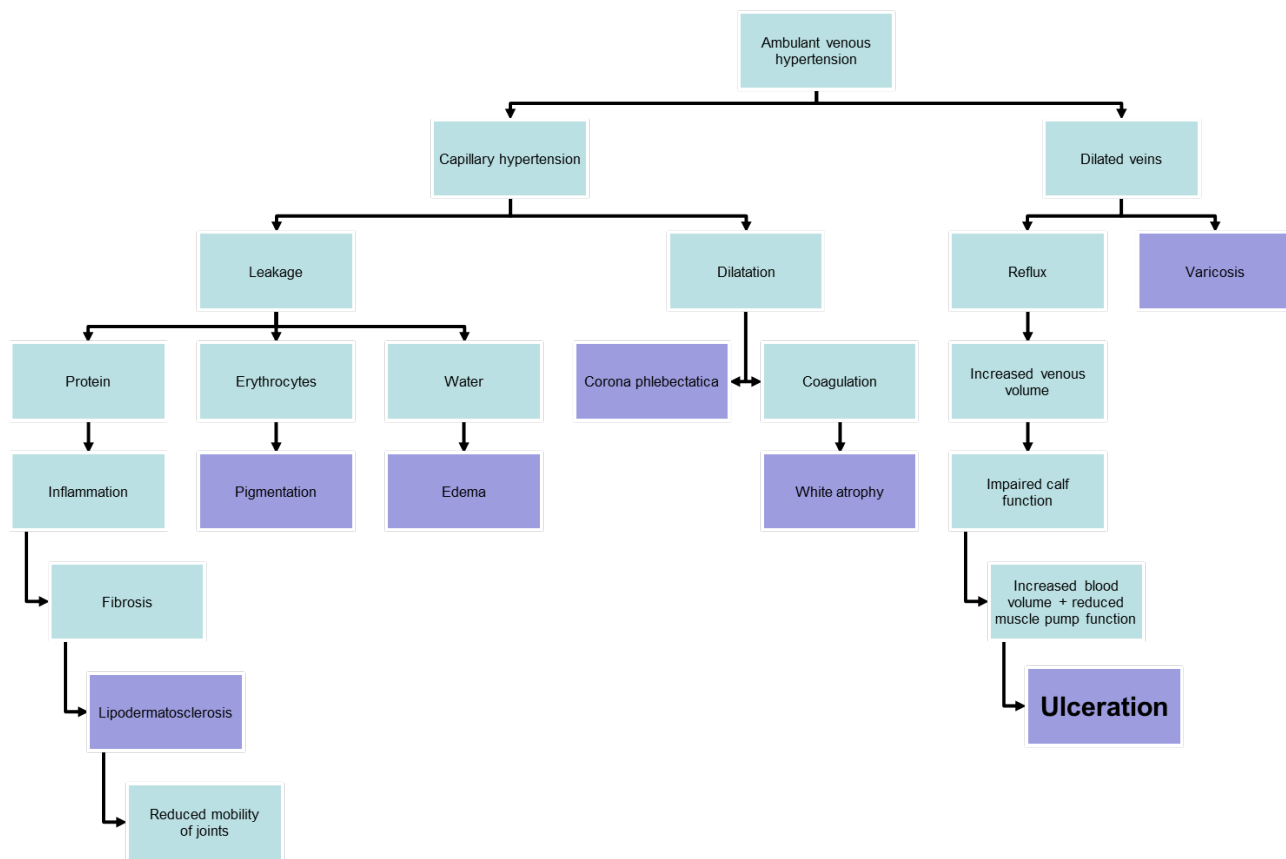 Ambulant venous
hypertension
Capillary hypertension
Dilated veins
Leakage
Dilatation
Reflux
Varicosis
Protein
Erythrocytes
Water
Corona phlebectatica
Coagulation
Increased venous
volume
Inflammation
Pigmentation
Edema
White atrophy
Impaired calf
function
Fibrosis
Increased blood
volume + reduced
muscle pump function
Lipodermatosclerosis
Ulceration
Reduced mobility
of joints